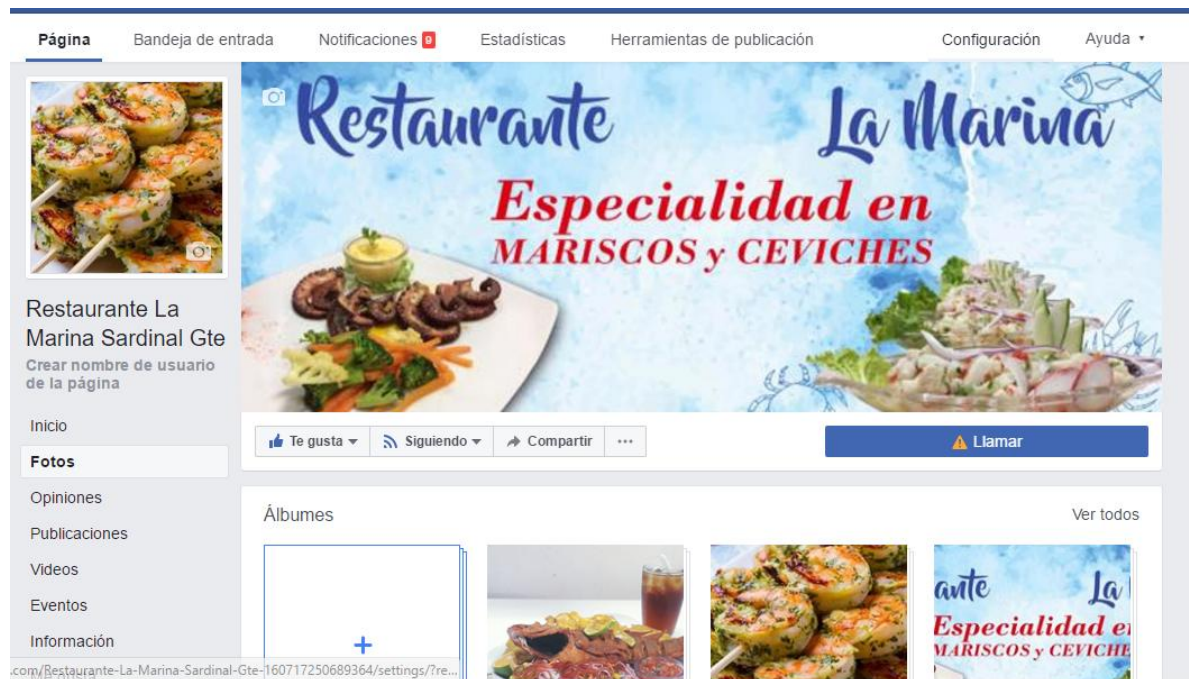 Página Bandeja de entrada Notificaciones 9 Estadísticas Herramientas de publicación Configuración Ayuda
Restaurante La Marina
Especialidad en
MARISCOS y CEVICHES
Restaurante La
Marina Sardinal Gte
Crear nombre de usuario
de la página
Inicio
Fotos
Opiniones
Publicaciones
Videos
Eventos
Información
Te gusta Siguiendo Compartir ... Llamar
Álbumes Ver todos
+
ante La
Especialidad e
MARISCOS y CEVICHE
.com/Restaurante-La-Marina-Sardinal-Gte-160717250689364/settings/?re...